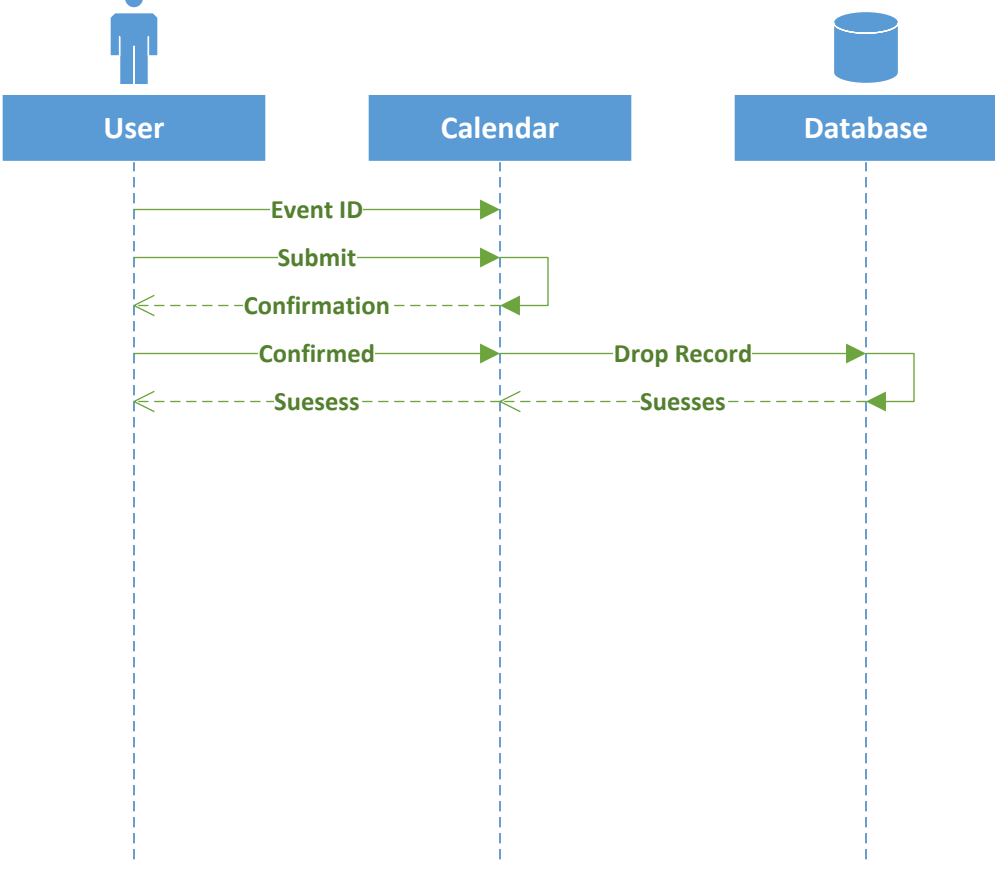 User
Calendar
Database
Event ID
Submit
Confirmation
Confirmed
Drop Record
Suesess
Suesses